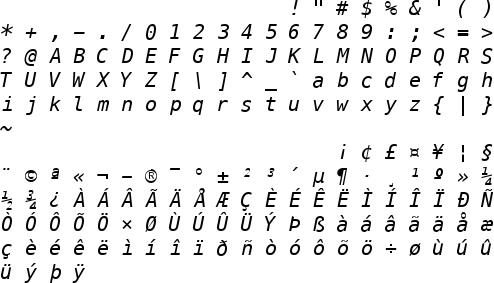 ! " # $ % & ' ( )
* + , - . / 0 1 2 3 4 5 6 7 8 9 : ; < = >
? @ A B C D E F G H I J K L M N O P Q R S
T U V W X Y Z [ \ ] ^ _ ` a b c d e f g h
i j k l m n o p q r s t u v w x y z { | }
~
¡ ¢ £ ¤ ¥ ¦ §
¨ © ª « ¬ - ® ¯ ° ± ² ³ ´ µ ¶ · ¸ ¹ º » ¼
½ ¾ ¿ À Á Â Ã Ä Å Æ Ç È É Ê Ë Ì Í Î Ï Ð Ñ
Ò Ó Ô Õ Ö × Ø Ù Ú Û Ü Ý Þ ß à á â ã ä å æ
ç è é ê ë ì í î ï ð ñ ò ó ô õ ö ÷ ø ù ú û
ü ý þ ÿ